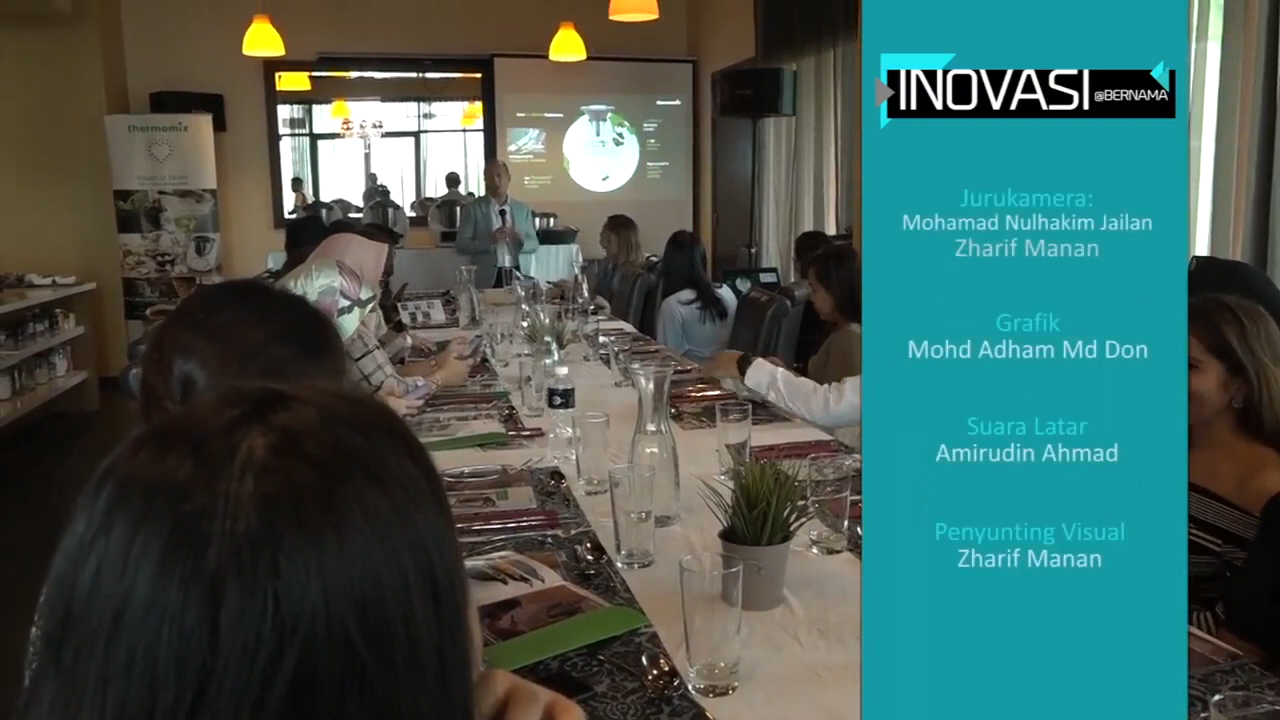 thermomix
INOVASI @BERNAMA
Jurukamera:
Mohamad Nulhakim Jailan
Zharif Manan
Grafik
Mohd Adham Md Don
Suara Latar
Amirudin Ahmad
Penyunting Visual
Zharif Manan